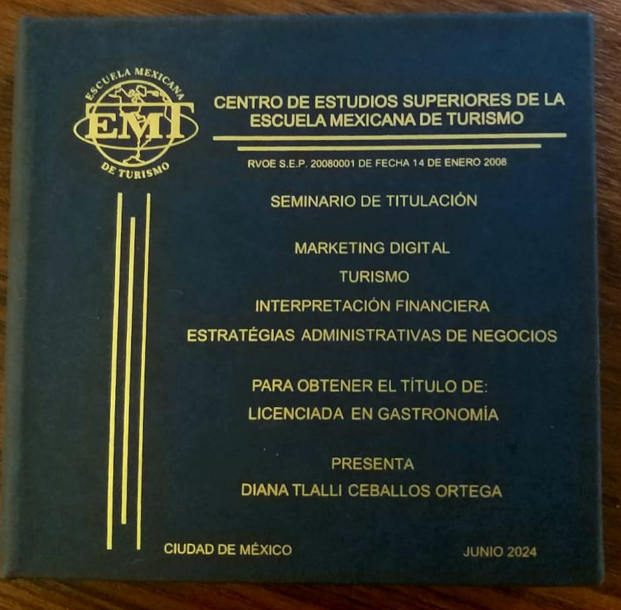 ESCUELA MEXICANA
EMT
DE TURISMO
CENTRO DE ESTUDIOS SUPERIORES DE LA
ESCUELA MEXICANA DE TURISMO
RVOE S.E.P. 20080001 DE FECHA 14 DE ENERO 2008
SEMINARIO DE TITULACIÓN
MARKETING DIGITAL
TURISMO
INTERPRETACIÓN FINANCIERA
ESTRATÉGIAS ADMINISTRATIVAS DE NEGOCIOS
PARA OBTENER EL TÍTULO DE:
LICENCIADA EN GASTRONOMÍA
PRESENTA
DIANA TLALLI CEBALLOS ORTEGA
CIUDAD DE MÉXICO
JUNIO 2024